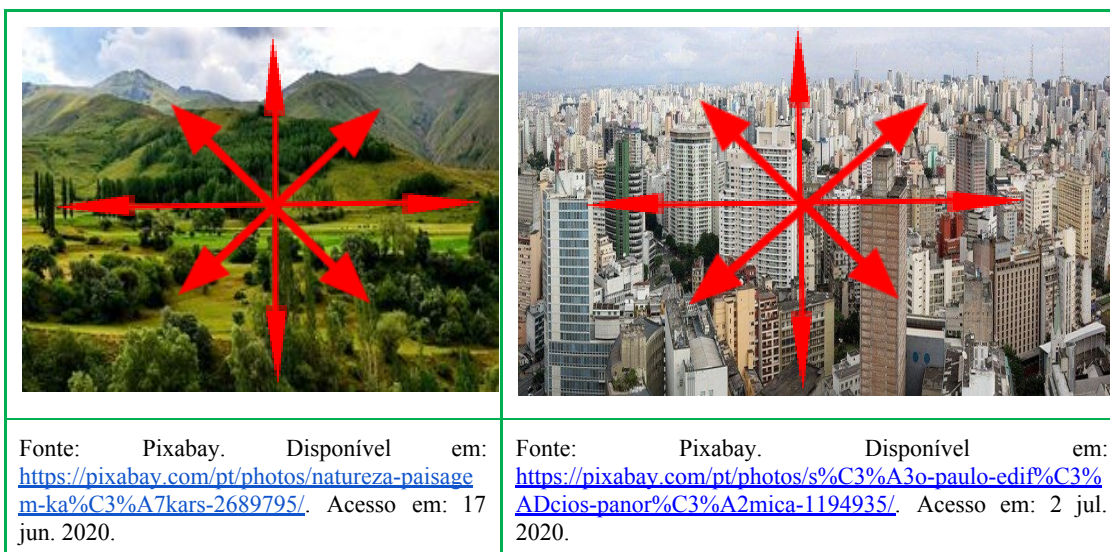 Fonte: Pixabay. Disponível em:
https://pixabay.com/pt/photos/natureza-paisage
m-ka%C3%A7kars-2689795/. Acesso em: 17
jun. 2020.
Fonte: Pixabay. Disponível em:
https://pixabay.com/pt/photos/s%C3%A3o-paulo-edif%C3%
ADcios-panor%C3%A2mica-1194935/. Acesso em: 2 jul.
2020.